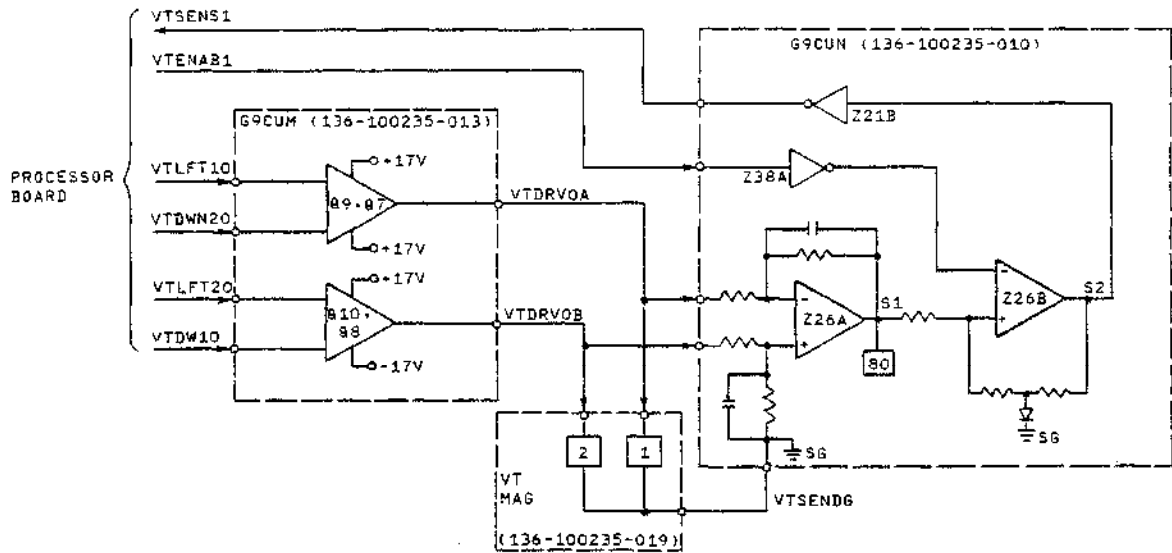 VTSENS1
VTENAB1
G9CUN (136-100235-010)
Z21B
G9CUM (136-100235-013)
PROCESSOR
BOARD
VTLFT10
+17V
Q9,Q7
VTDWN20
+17V
VTDRV0A
Z38A
VTLFT20
+17V
Q10,
Q8
VTDW10
-17V
VTDRV0B
-
+
Z26A
S1
80
-
+
Z26B
S2
SG
SG
2
1
VT
MAG
VTSENDG
(136-100235-019)